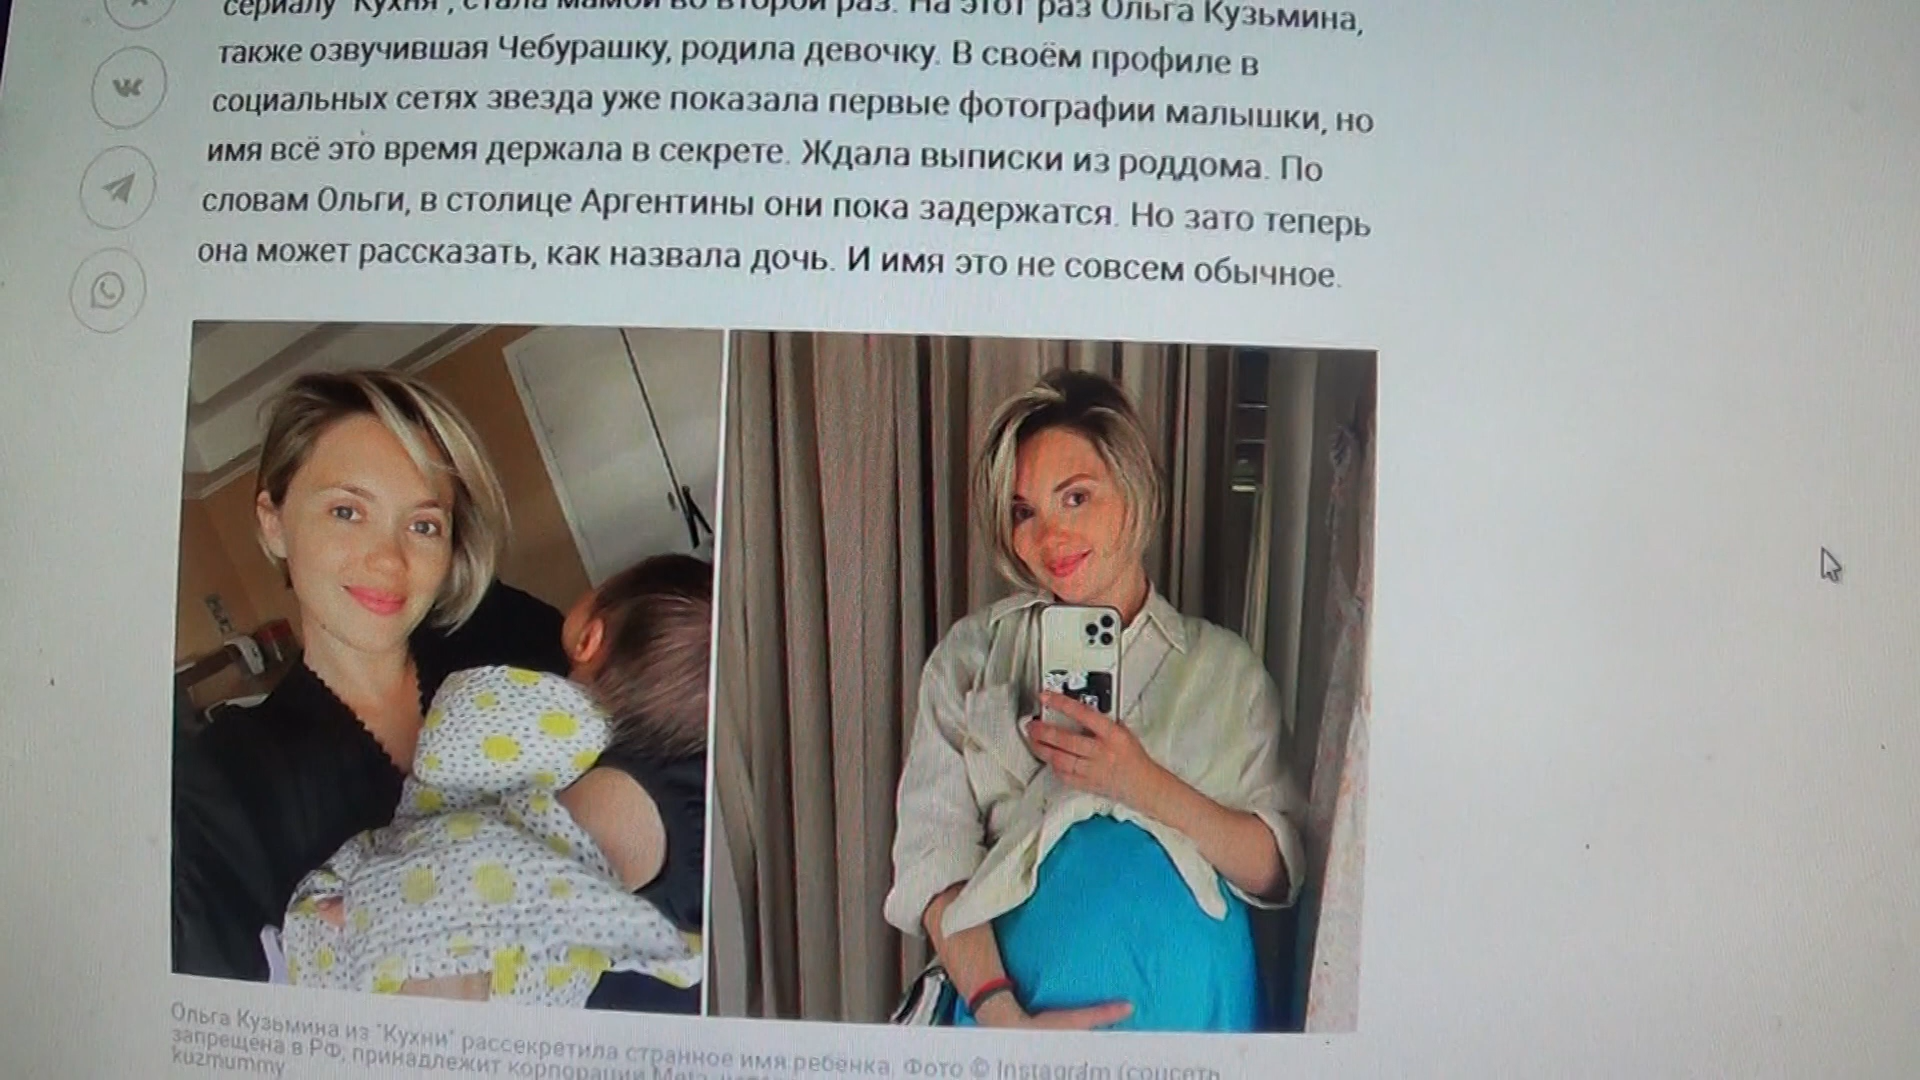 сериалу "Кухня", стала мамой во второй раз. На этот раз Ольга Кузьмина,
также озвучившая Чебурашку, родила девочку. В своём профиле в
социальных сетях звезда уже показала первые фотографии малышки, но
имя всё это время держала в секрете. Ждала выписки из роддома. По
словам Ольги, в столице Аргентины они пока задержатся. Но зато теперь
она может рассказать, как назвала дочь. И имя это не совсем обычное.
Ольга Кузьмина из "Кухни" рассекретила странное имя ребёнка. Фото © Instagram (соцсеть
запрещена в РФ, принадлежит корпорации Meta
kuzmummy